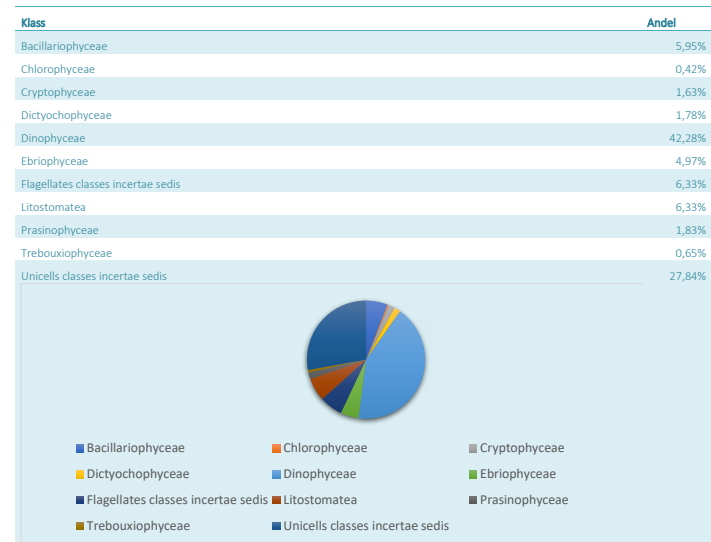 Klass Andel
Bacillariophyceae 5,95%
Chlorophyceae 0,42%
Cryptophyceae 1,63%
Dictyochophyceae 1,78%
Dinophyceae 42,28%
Ebriophyceae 4,97%
Flagellates classes incertae sedis 6,33%
Litostomatea 6,33%
Prasinophyceae 1,83%
Trebouxiophyceae 0,65%
Unicells classes incertae sedis 27,84%
Bacillariophyceae Chlorophyceae Cryptophyceae
Dictyochophyceae Dinophyceae Ebriophyceae
Flagellates classes incertae sedis Litostomatea Prasinophyceae
Trebouxiophyceae Unicells classes incertae sedis